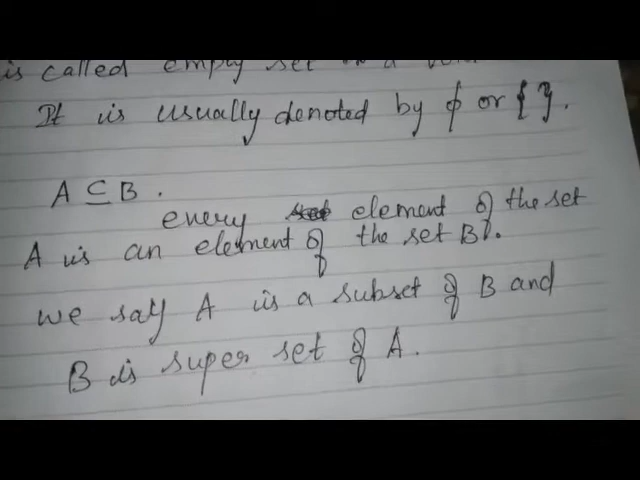 is called empty set or a
It is usually denoted by ϕ or { }.
A ⊆ B.
every element of the set
A is an element of the set B.
we say A is a subset of B and
B is super set of A.